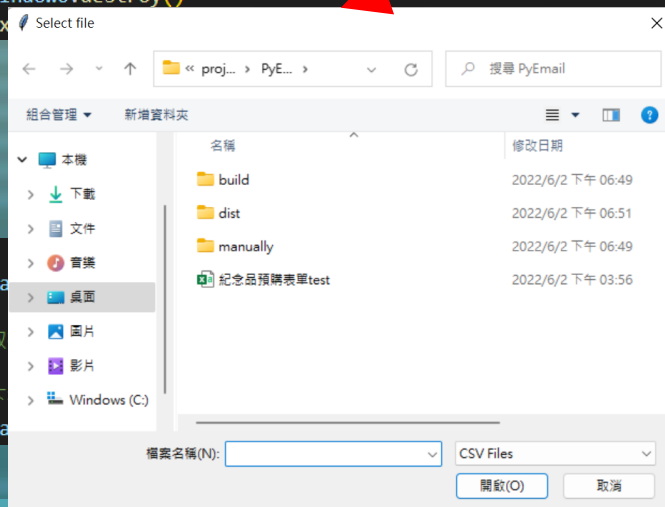 indows.destroy()
Select file
« proj... > PyE... >
搜尋 PyEmail
組合管理 新增資料夾
名稱 修改日期
本機
下載
文件
音樂
桌面
圖片
影片
Windows (C:)
build 2022/6/2 下午 06:49
dist 2022/6/2 下午 06:51
manually 2022/6/2 下午 06:49
紀念品預購表單test 2022/6/2 下午 03:56
檔案名稱(N):
CSV Files
開啟(O) 取消